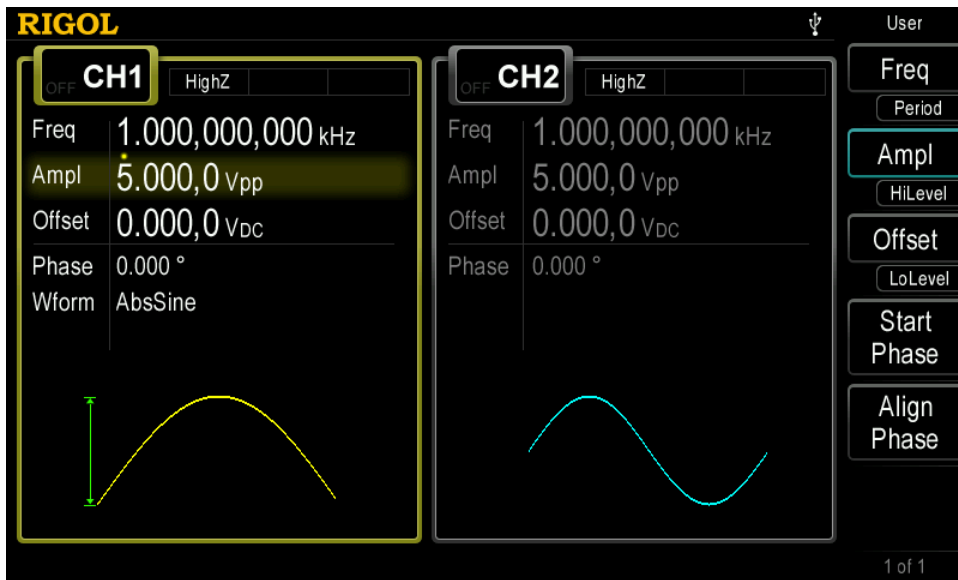 RIGOL
User
OFF CH1 HighZ
Freq 1.000,000,000 kHz
Ampl 5.000,0 Vpp
Offset 0.000,0 VDC
Phase 0.000 °
Wform AbsSine
OFF CH2 HighZ
Freq 1.000,000,000 kHz
Ampl 5.000,0 Vpp
Offset 0.000,0 VDC
Phase 0.000 °
Freq
Period
Ampl
HiLevel
Offset
LoLevel
Start
Phase
Align
Phase
1 of 1